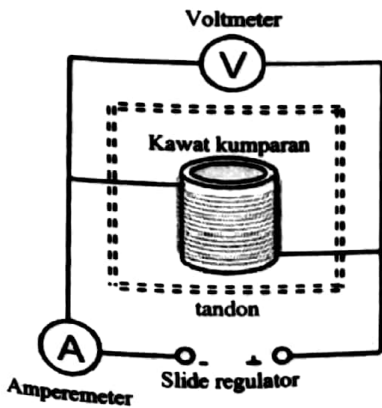 Voltmeter
V
Kawat kumparan
tandon
A
- +
Slide regulator
Amperemeter